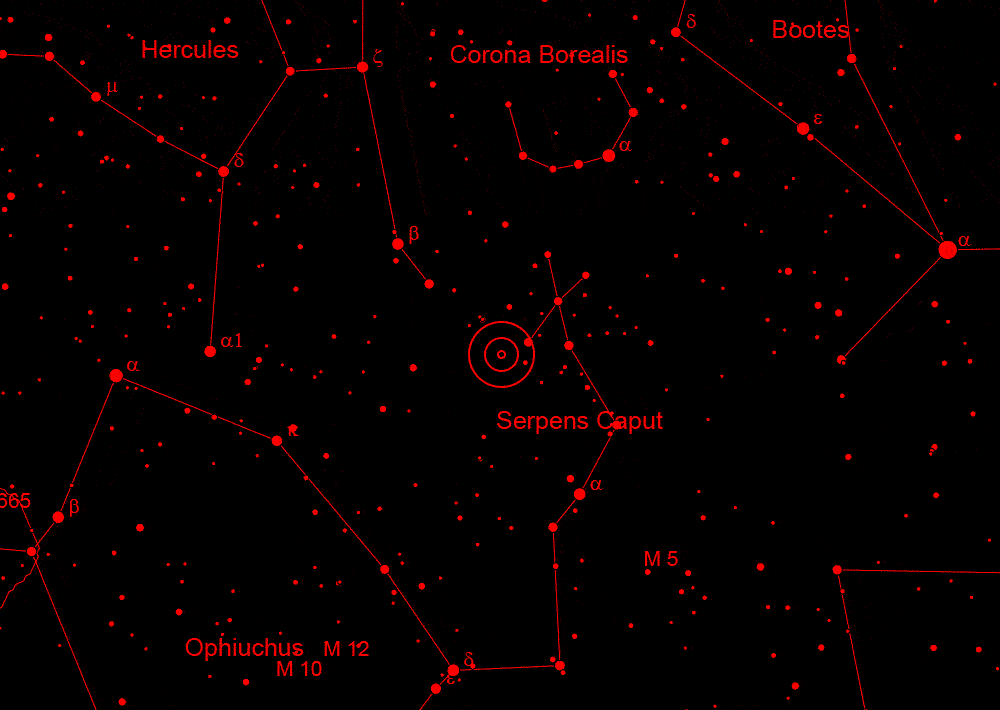 δ
Bootes
Hercules
Corona Borealis
ζ
μ
ε
α
δ
β
α
α1
α
Serpens Caput
κ
α
665
β
M 5
Ophiuchus
M 12
δ
M 10
ε